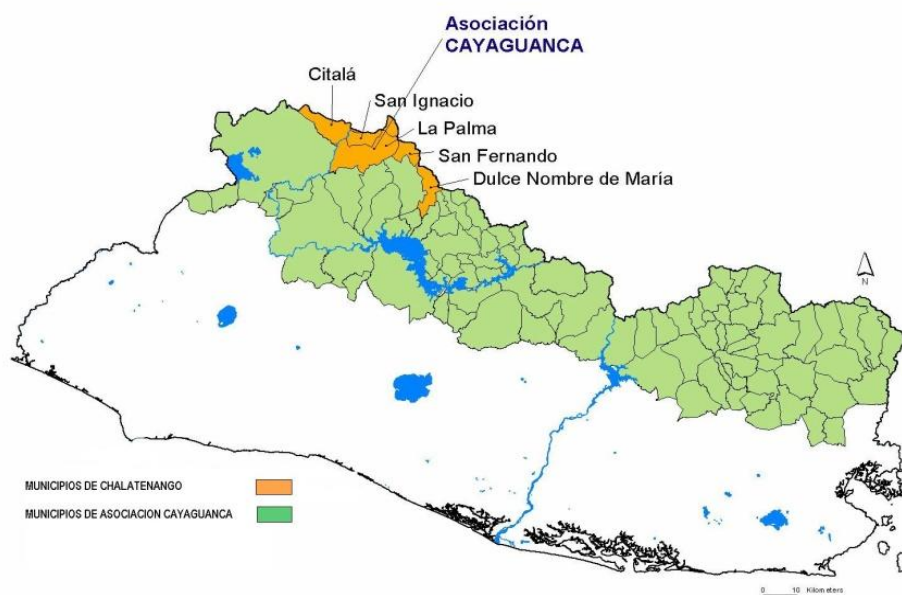 Asociación
CAYAGUANCA
Citalá
San Ignacio
La Palma
San Fernando
Dulce Nombre de María
N
MUNICIPIOS DE CHALATENANGO
MUNICIPIOS DE ASOCIACION CAYAGUANCA
0 10 Kilometers